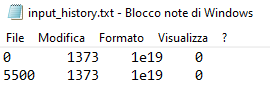 input_history.txt - Blocco note di Windows
File Modifica Formato Visualizza ?
0 1373 1e19 0
5500 1373 1e19 0